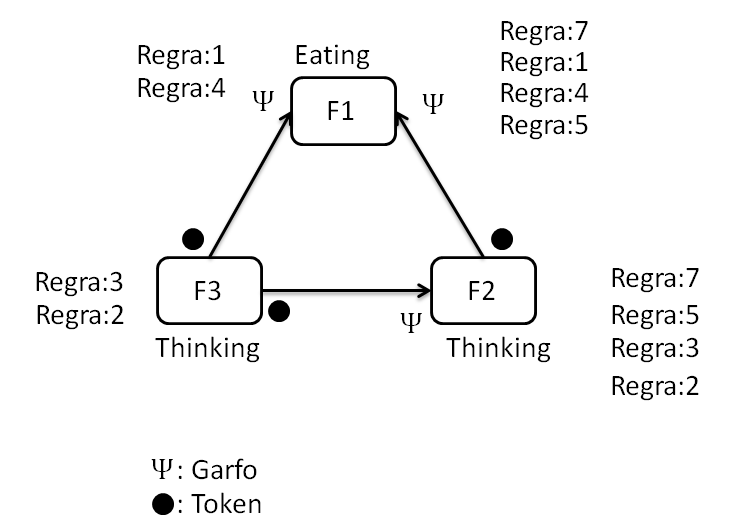 Regra:1
Regra:4
Eating
Regra:7
Regra:1
Regra:4
Regra:5
Ψ
F1
Ψ
Regra:3
Regra:2
F3
Thinking
F2
Ψ
Thinking
Regra:7
Regra:5
Regra:3
Regra:2
Ψ: Garfo
: Token